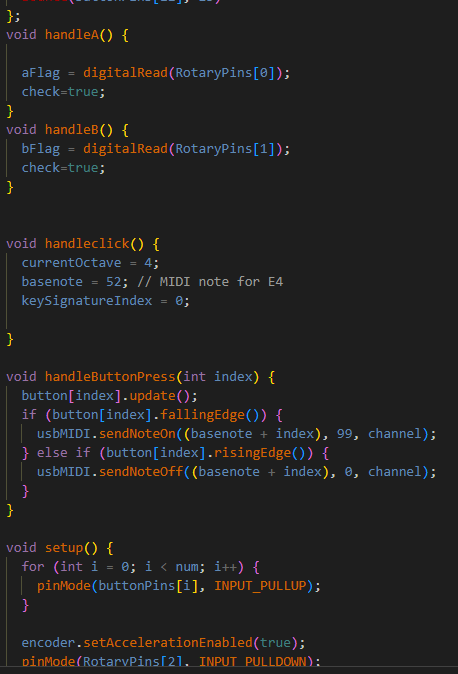 };
void handleA() {
aFlag = digitalRead(RotaryPins[0]);
check=true;
}
void handleB() {
bFlag = digitalRead(RotaryPins[1]);
check=true;
}
void handleclick() {
currentOctave = 4;
basenote = 52; // MIDI note for E4
keySignatureIndex = 0;
}
void handleButtonPress(int index) {
button[index].update();
if (button[index].fallingEdge()) {
usbMIDI.sendNoteOn((basenote + index), 99, channel);
} else if (button[index].risingEdge()) {
usbMIDI.sendNoteOff((basenote + index), 0, channel);
}
}
void setup() {
for (int i = 0; i < num; i++) {
pinMode(buttonPins[i], INPUT_PULLUP);
}
encoder.setAccelerationEnabled(true);
pinMode(RotaryPins[2], INPUT_PULLDOWN);